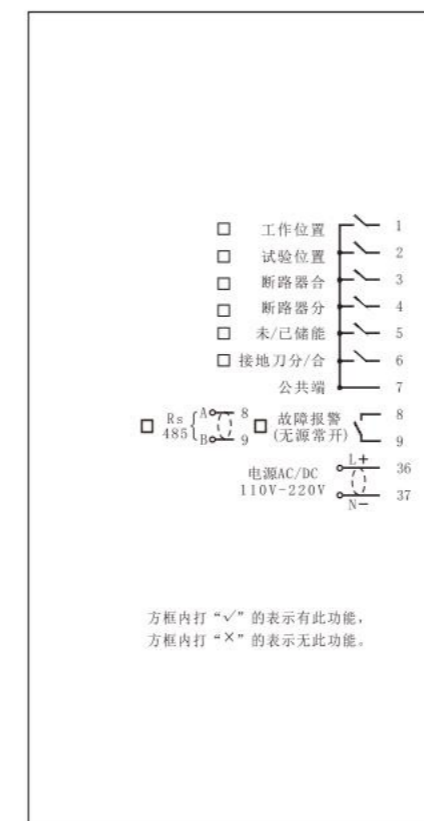 □ 工作位置 1
□ 试验位置 2
□ 断路器合 3
□ 断路器分 4
□ 未/已储能 5
□ 接地刀分/合 6
公共端 7
□ Rs 485 { A 8 B 9
□ 故障报警 8
(无源常开) 9
电源AC/DC L+ 36
110V-220V N- 37
方框内打“✓”的表示有此功能，
方框内打“×”的表示无此功能。